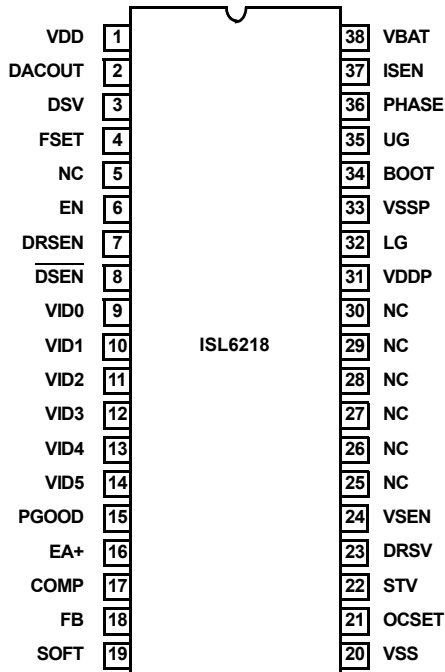 VDD 1 38 VBAT
DACOUT 2 37 ISEN
DSV 3 36 PHASE
FSET 4 35 UG
NC 5 34 BOOT
EN 6 33 VSSP
DRSEN 7 32 LG
DSEN 8 31 VDDP
VID0 9 30 NC
VID1 10 ISL6218 29 NC
VID2 11 28 NC
VID3 12 27 NC
VID4 13 26 NC
VID5 14 25 NC
PGOOD 15 24 VSEN
EA+ 16 23 DRSV
COMP 17 22 STV
FB 18 21 OCSET
SOFT 19 20 VSS